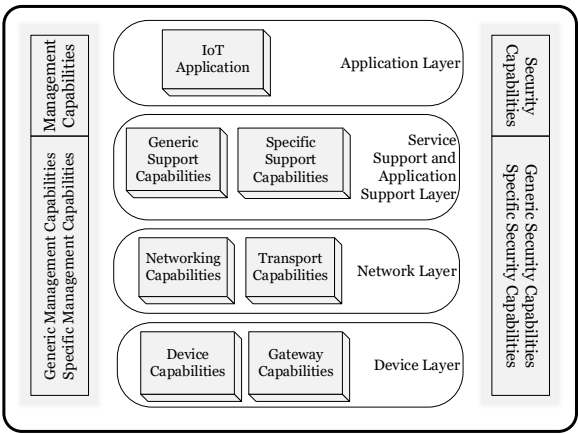 Management
Capabilities
Generic Management Capabilities
Specific Management Capabilities
IoT
Application
Application Layer
Generic
Support
Capabilities
Specific
Support
Capabilities
Service
Support and
Application
Support Layer
Networking
Capabilities
Transport
Capabilities
Network Layer
Device
Capabilities
Gateway
Capabilities
Device Layer
Security
Capabilities
Generic Security Capabilities
Specific Security Capabilities